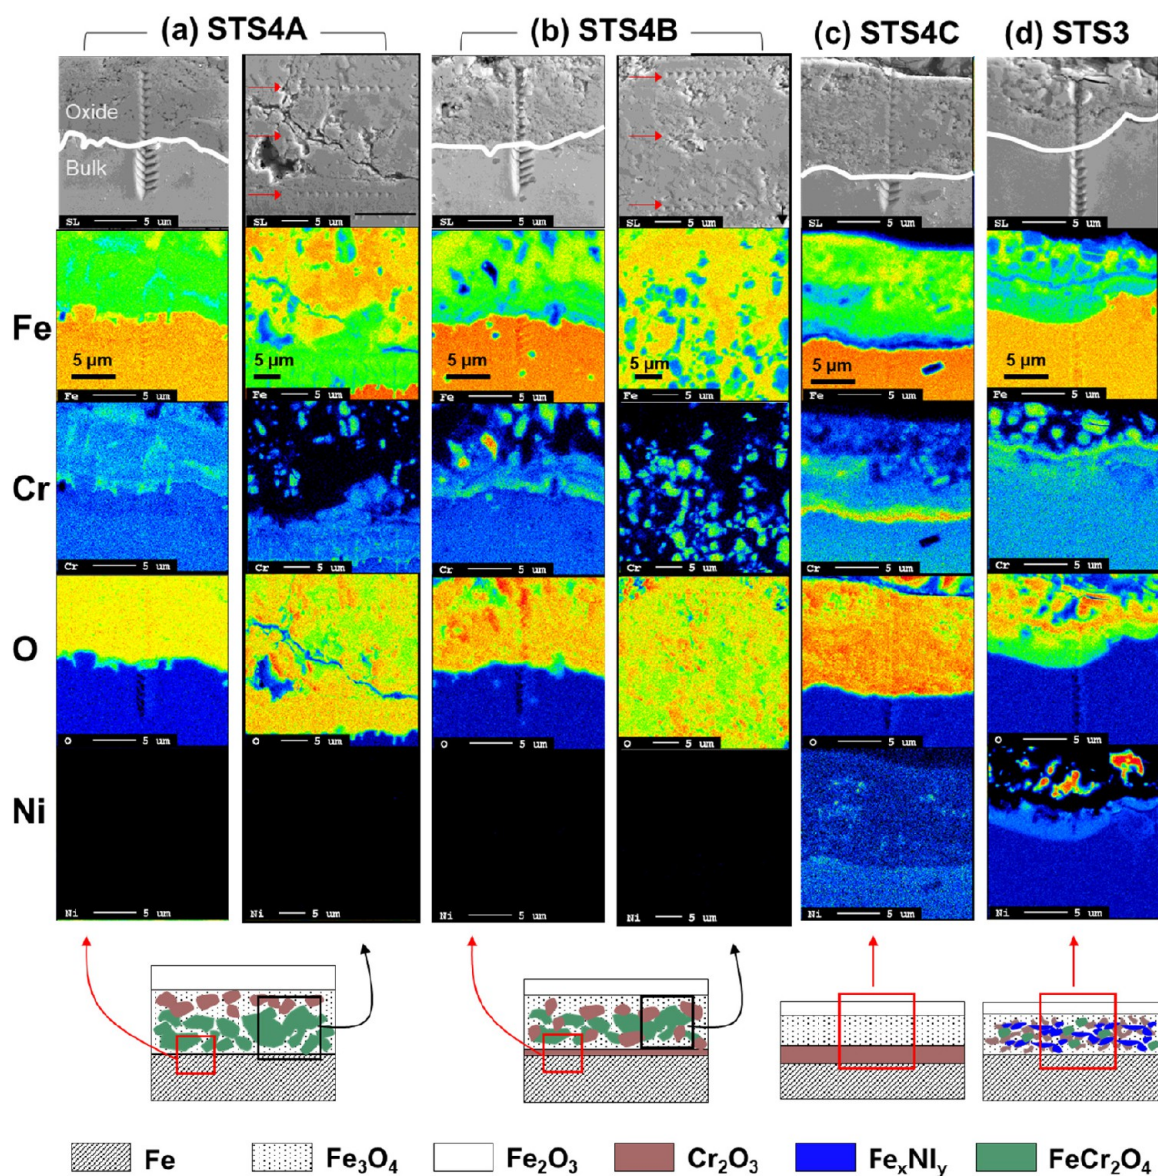 (a) STS4A (b) STS4B (c) STS4C (d) STS3
Oxide
Bulk
SL 5 um SL 5 um SL 5 um SL 5 um SL 5 um SL 5 um
Fe
5 μm 5 μm 5 μm 5 μm 5 μm 5 μm
Fe 5 um Fe 5 um Fe 5 um Fe 5 um Fe 5 um Fe 5 um
Cr
Cr 5 um Cr 5 um Cr 5 um Cr 5 um Cr 5 um Cr 5 um
O
O 5 um O 5 um O 5 um O 5 um O 5 um O 5 um
Ni
Ni 5 um Ni 5 um Ni 5 um Ni 5 um Ni 5 um Ni 5 um
Fe Fe₃O₄ Fe₂O₃ Cr₂O₃ FeₓNIᵧ FeCr₂O₄